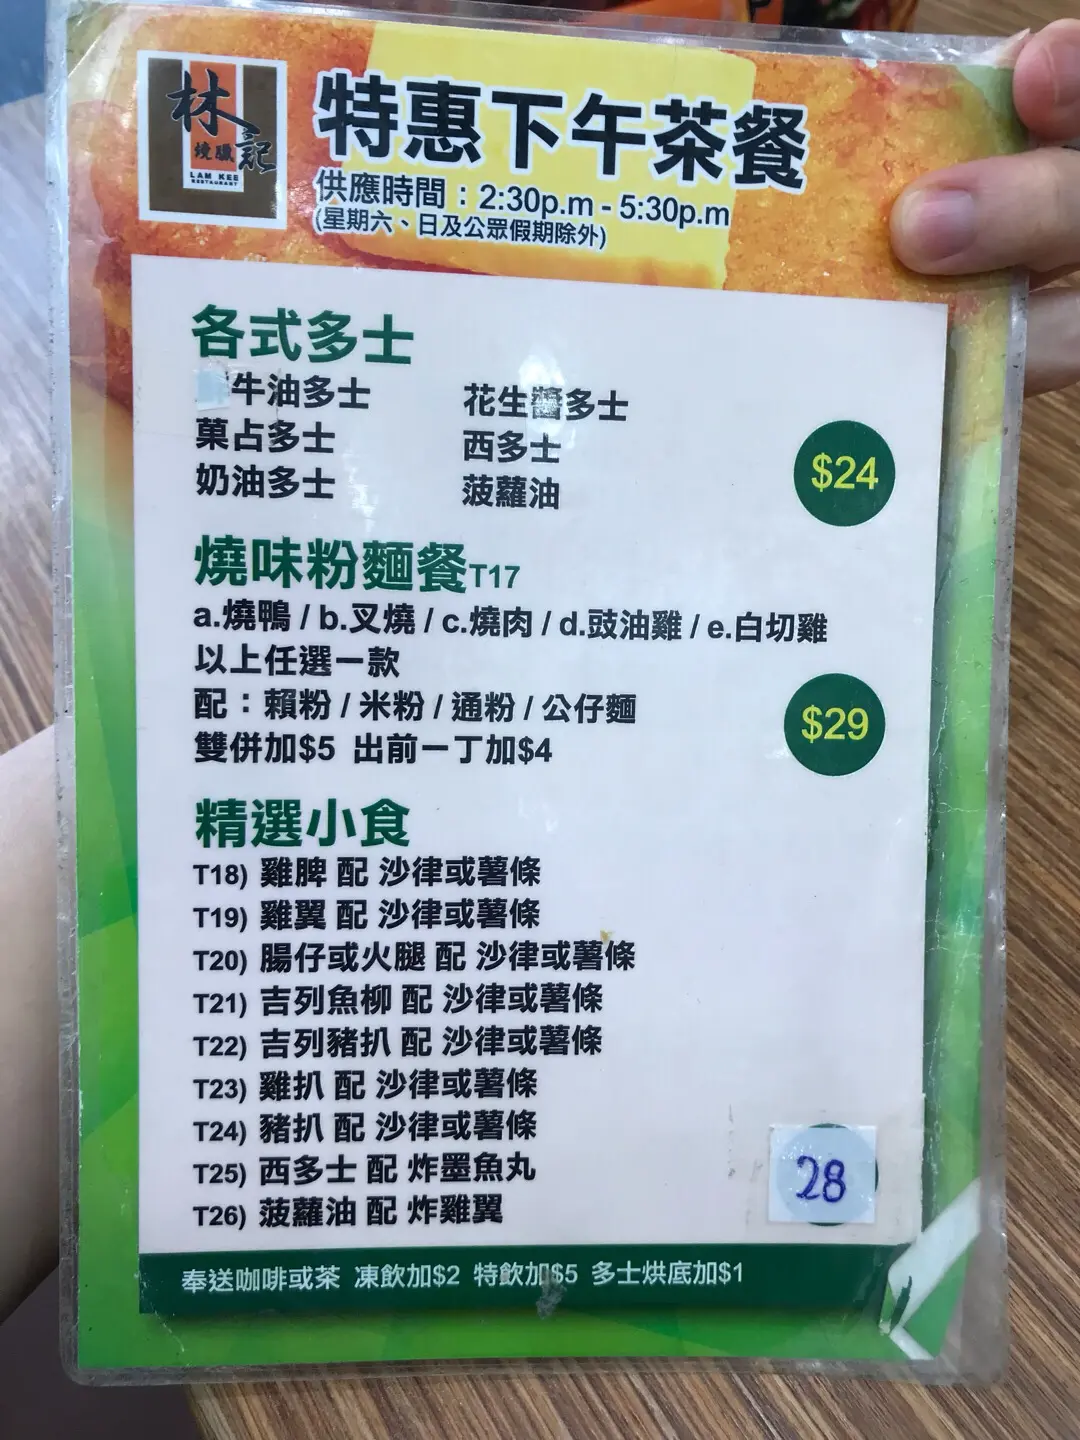 林記
燒臘
LAM KEE
RESTAURANT
特惠下午茶餐
供應時間：2:30p.m - 5:30p.m
(星期六、日及公眾假期除外)
各式多士
牛油多士
菓占多士
奶油多士
花生醬多士
西多士
菠蘿油
$24
燒味粉麵餐T17
a.燒鴨 / b.叉燒 / c.燒肉 / d.豉油雞 / e.白切雞
以上任選一款
配：賴粉 / 米粉 / 通粉 / 公仔麵
雙併加$5 出前一丁加$4
$29
精選小食
T18) 雞脾 配 沙律或薯條
T19) 雞翼 配 沙律或薯條
T20) 腸仔或火腿 配 沙律或薯條
T21) 吉列魚柳 配 沙律或薯條
T22) 吉列豬扒 配 沙律或薯條
T23) 雞扒 配 沙律或薯條
T24) 豬扒 配 沙律或薯條
T25) 西多士 配 炸墨魚丸
T26) 菠蘿油 配 炸雞翼
28
奉送咖啡或茶 凍飲加$2 特飲加$5 多士烘底加$1